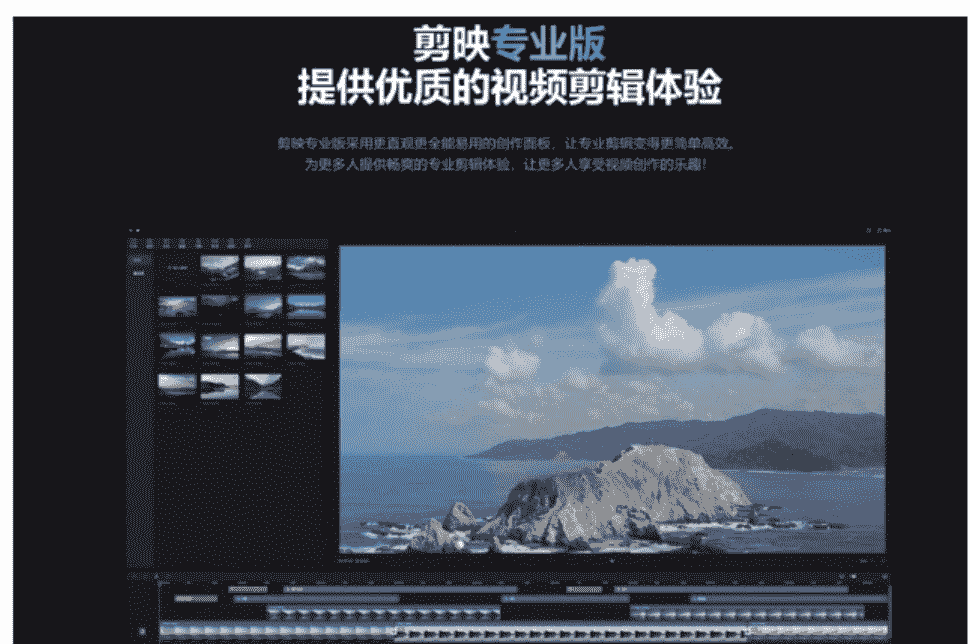 剪映专业版
提供优质的视频剪辑体验
剪映专业版采用更直观更全能易用的创作面板，让专业剪辑变得更简单高效。
为更多人提供畅爽的专业剪辑体验，让更多人享受视频创作的乐趣！